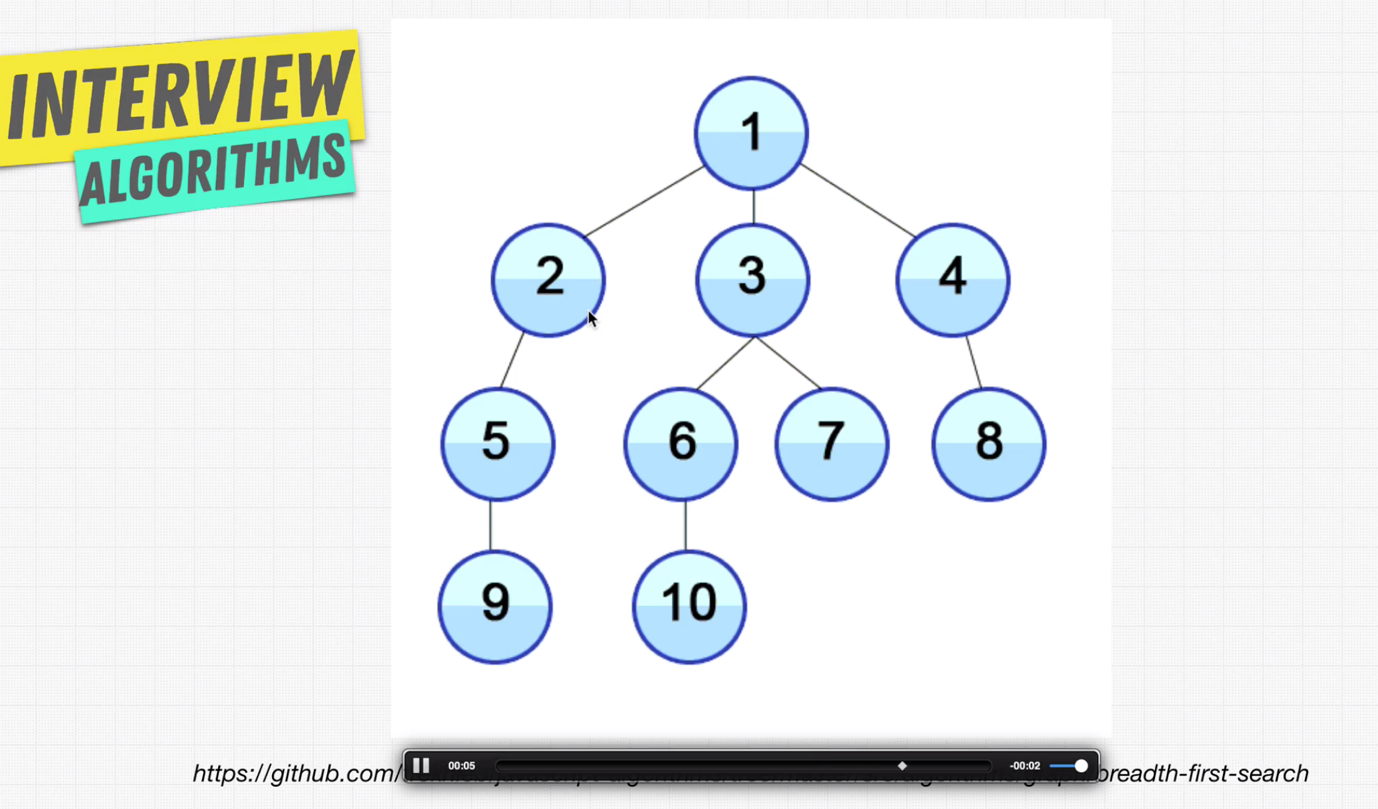 INTERVIEW
ALGORITHMS
1
2 3 4
5 6 7 8
9 10
00:05 -00:02
https://github.com/ breadth-first-search